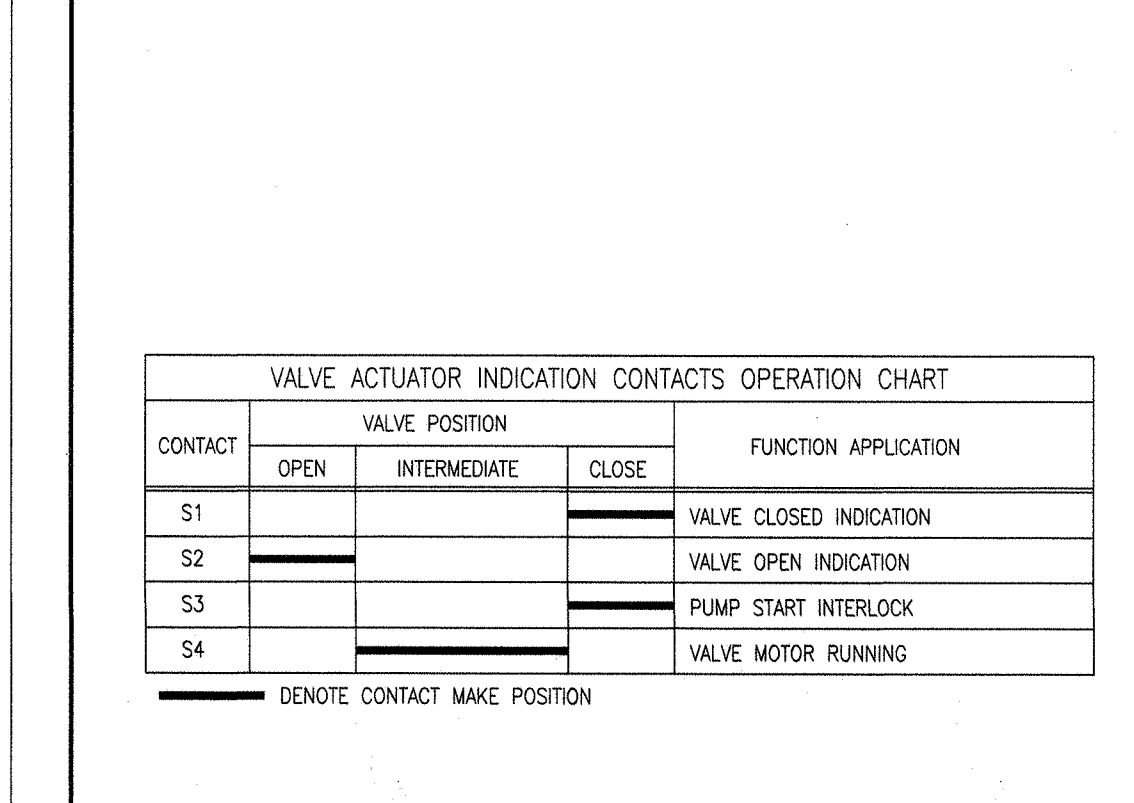 VALVE ACTUATOR INDICATION CONTACTS OPERATION CHART
CONTACT VALVE POSITION FUNCTION APPLICATION
OPEN INTERMEDIATE CLOSE
S1 VALVE CLOSED INDICATION
S2 VALVE OPEN INDICATION
S3 PUMP START INTERLOCK
S4 VALVE MOTOR RUNNING
DENOTE CONTACT MAKE POSITION